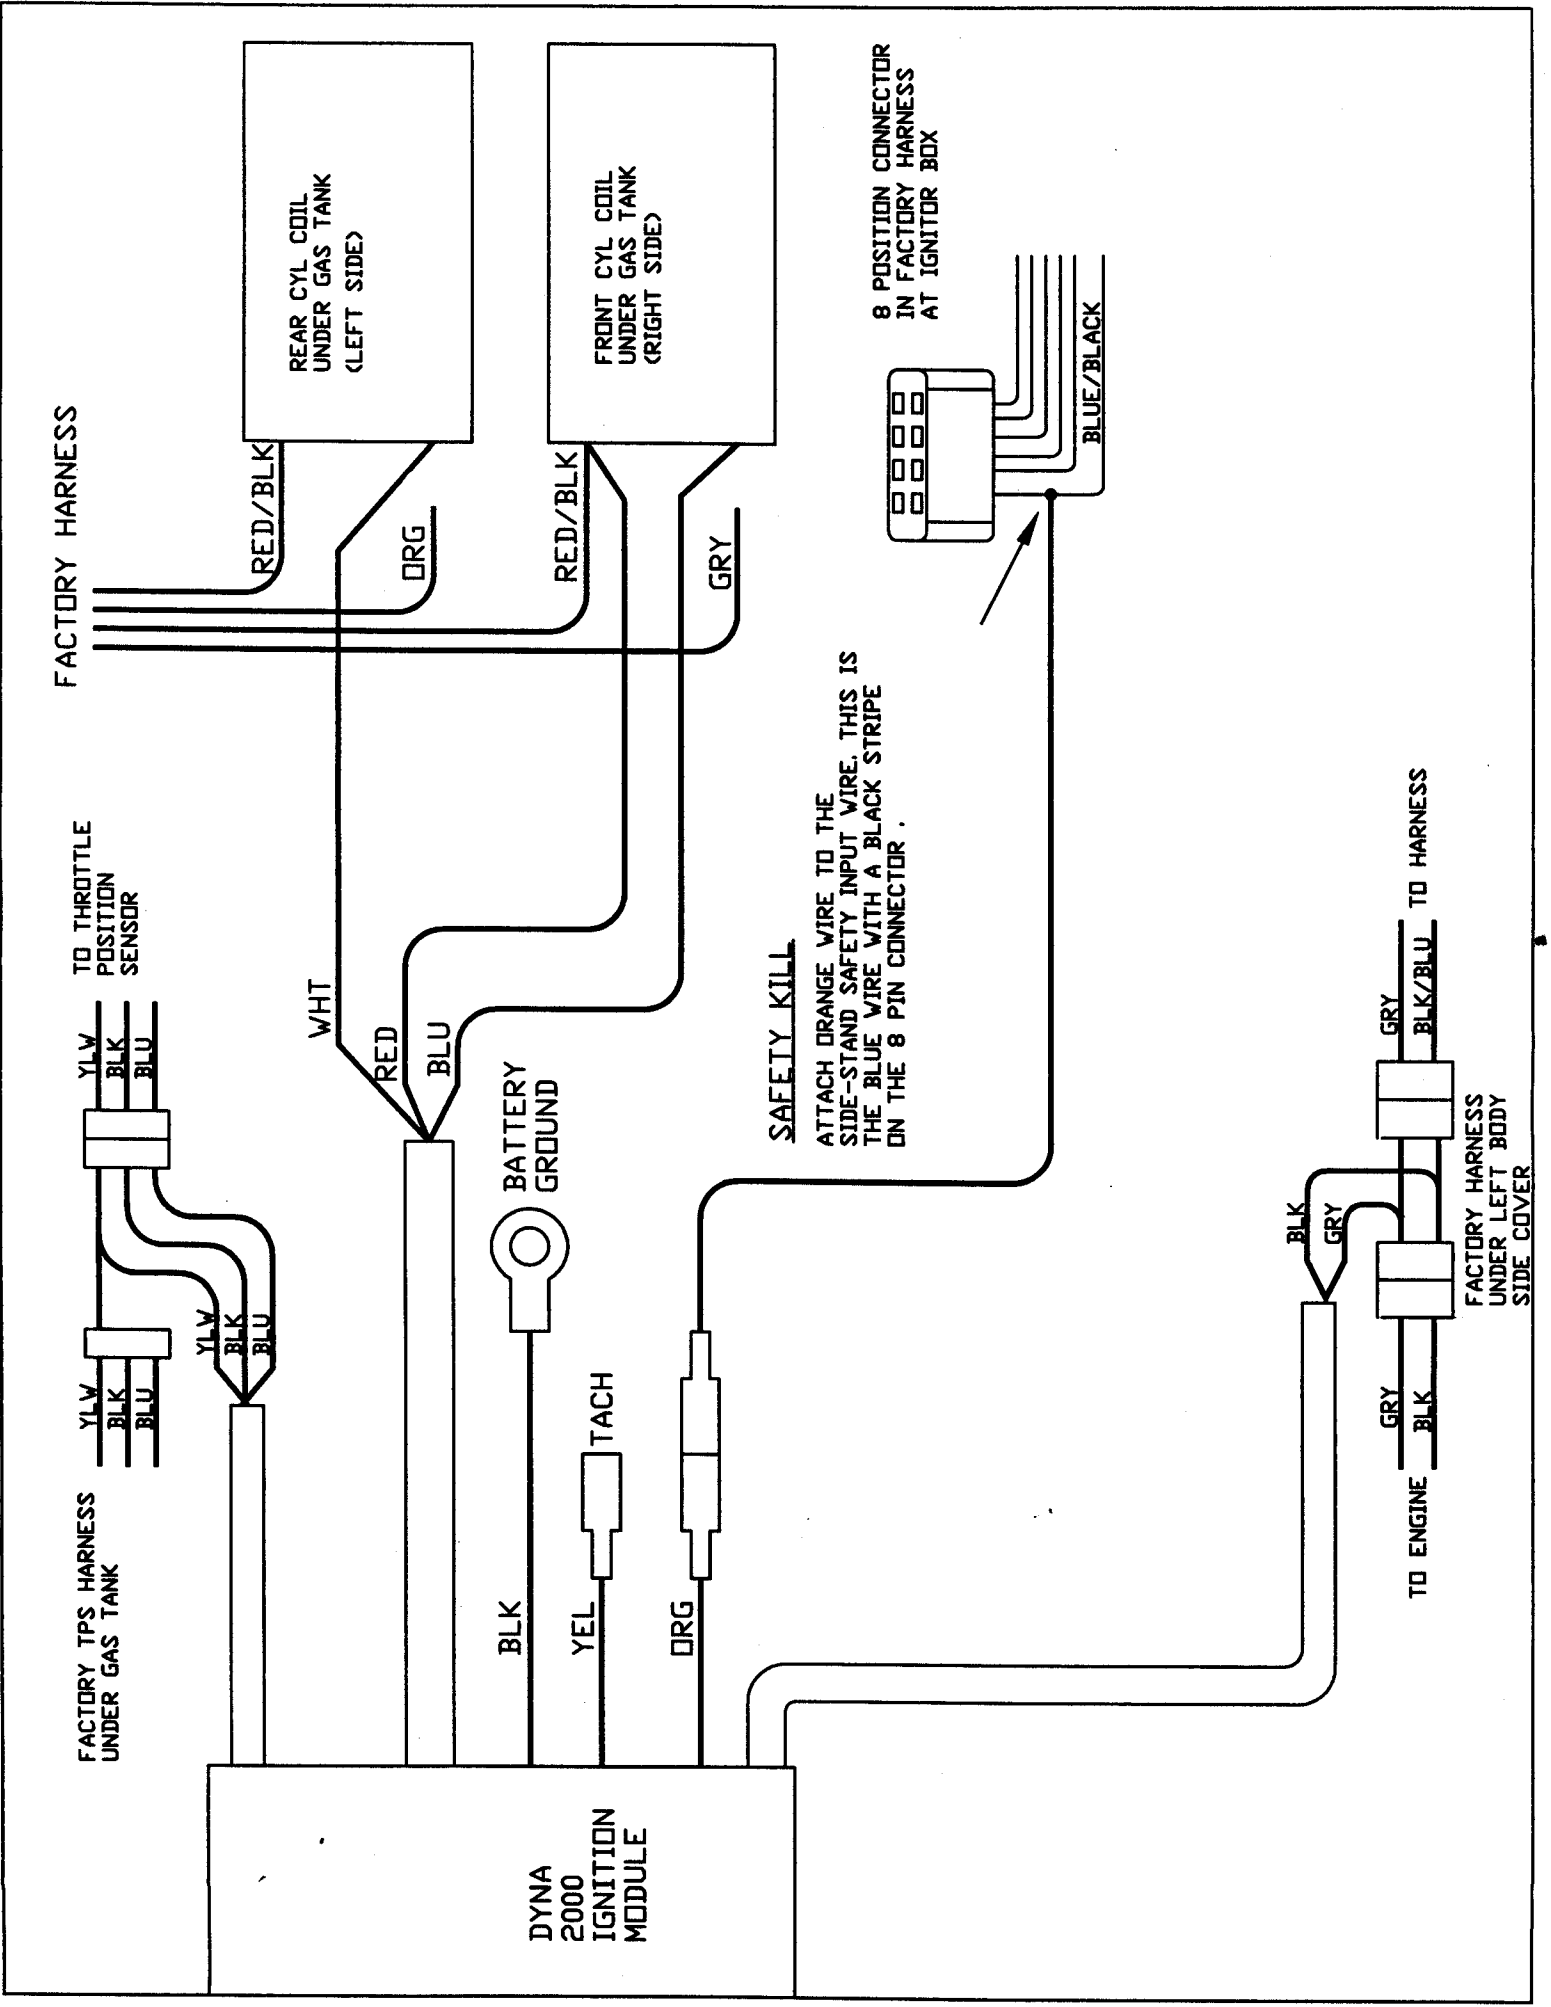 FACTORY TPS HARNESS
UNDER GAS TANK
YLW
BLK
BLU
YLW
BLK
BLU
YLW
BLK
BLU
TO THROTTLE
POSITION
SENSOR
FACTORY HARNESS
RED/BLK
ORG
RED/BLK
GRY
REAR CYL COIL
UNDER GAS TANK
(LEFT SIDE)
FRONT CYL COIL
UNDER GAS TANK
(RIGHT SIDE)
WHT
RED
BLU
DYNA
2000
IGNITION
MODULE
BLK
BATTERY
GROUND
YEL
TACH
ORG
SAFETY KILL
ATTACH ORANGE WIRE TO THE
SIDE-STAND SAFETY INPUT WIRE. THIS IS
THE BLUE WIRE WITH A BLACK STRIPE
ON THE 8 PIN CONNECTOR .
8 POSITION CONNECTOR
IN FACTORY HARNESS
AT IGNITOR BOX
BLUE/BLACK
BLK
GRY
TO ENGINE
GRY
BLK
GRY
BLK/BLU
TO HARNESS
FACTORY HARNESS
UNDER LEFT BODY
SIDE COVER